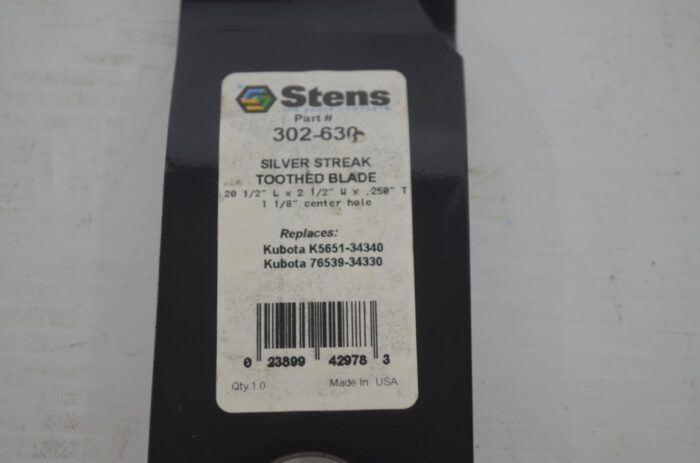 Stens
Part #
302-630
SILVER STREAK
TOOTHED BLADE
20 1/2" L x 2 1/2" W x .250" T
1 1/8" center hole
Replaces:
Kubota K5651-34340
Kubota 76539-34330
0 23899 42978 3
Qty 1.0 Made In USA